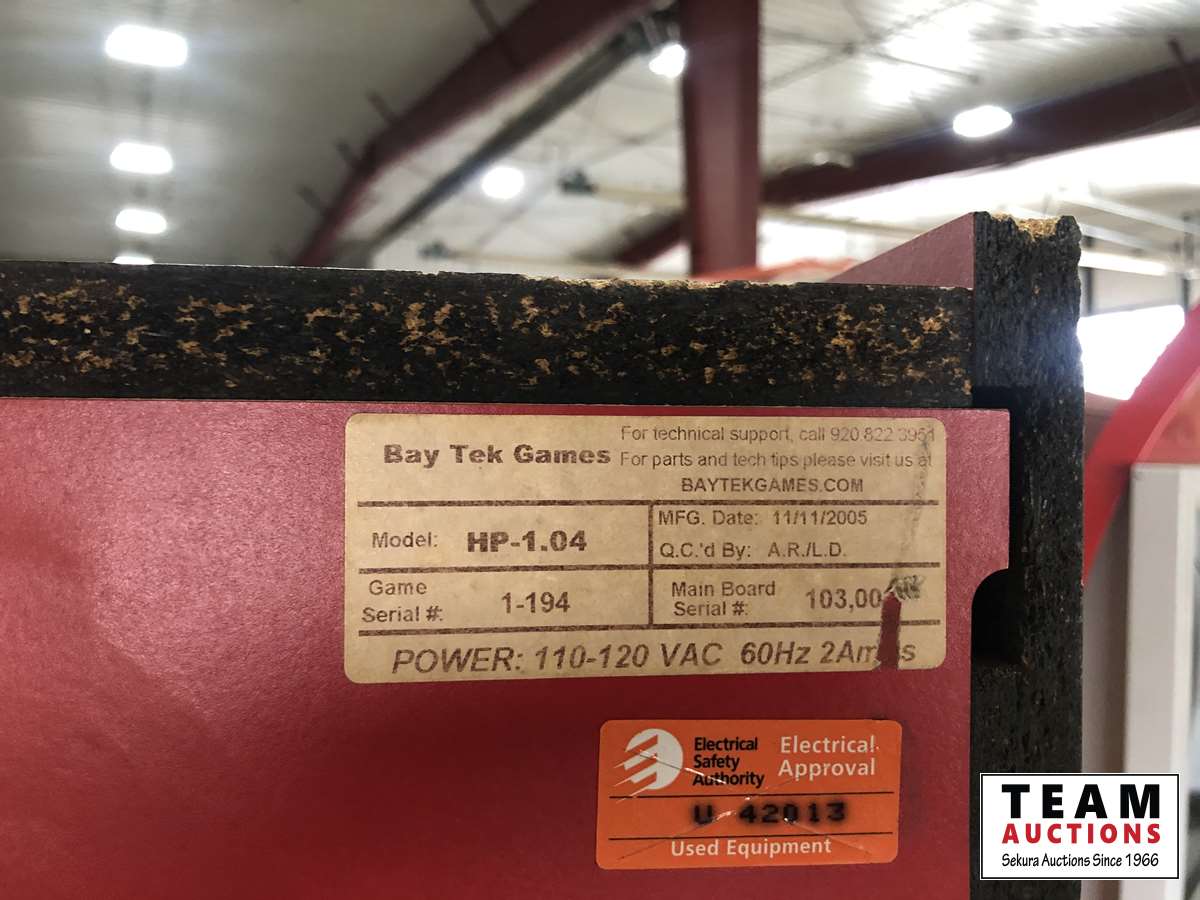 Bay Tek Games
For technical support, call 920 822 3951
For parts and tech tips please visit us at
BAYTEKGAMES.COM
Model: HP-1.04
MFG. Date: 11/11/2005
Q.C.'d By: A.R./L.D.
Game
Serial #: 1-194
Main Board
Serial #:
POWER: 110-120 VAC 60Hz 2Amps
Electrical
Safety
Authority
Electrical
Approval
U 42013
Used Equipment
TEAM
AUCTIONS
Sekura Auctions Since 1966